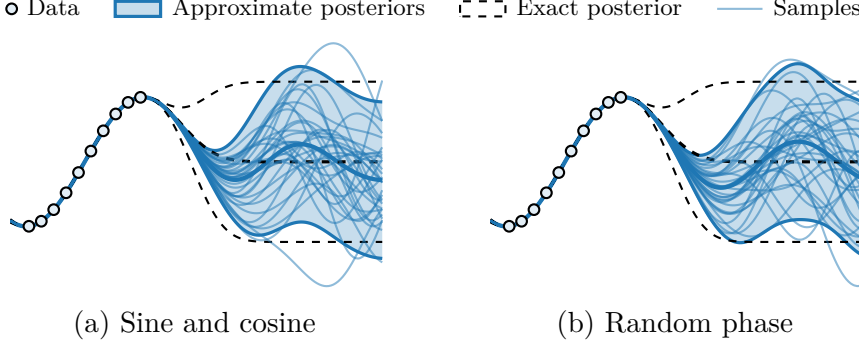 Data Approximate posteriors Exact posterior Samples
(a) Sine and cosine
(b) Random phase